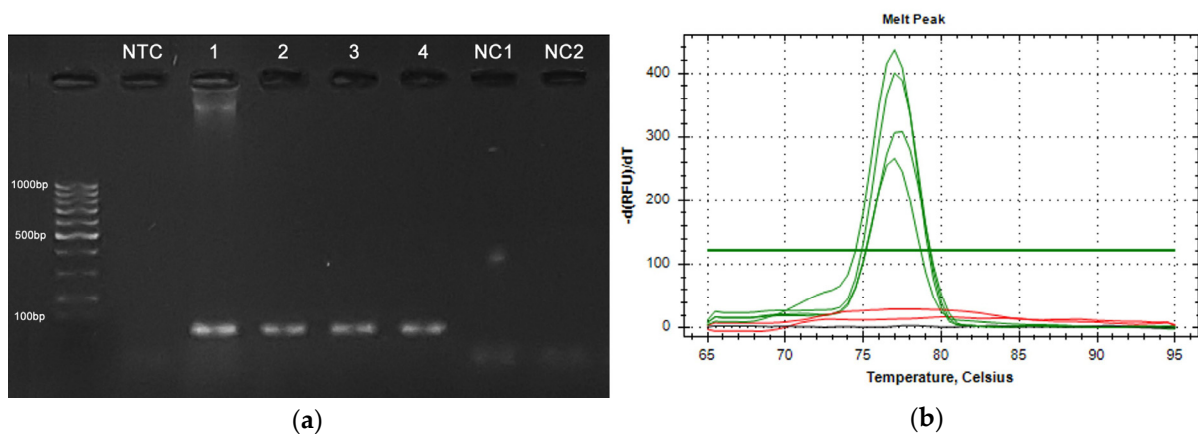 NTC 1 2 3 4 NC1 NC2
1000bp
500bp
100bp
(a)
Melt Peak
400
300
200
100
0
-d(RFU)/dT
65 70 75 80 85 90 95
Temperature, Celsius
(b)